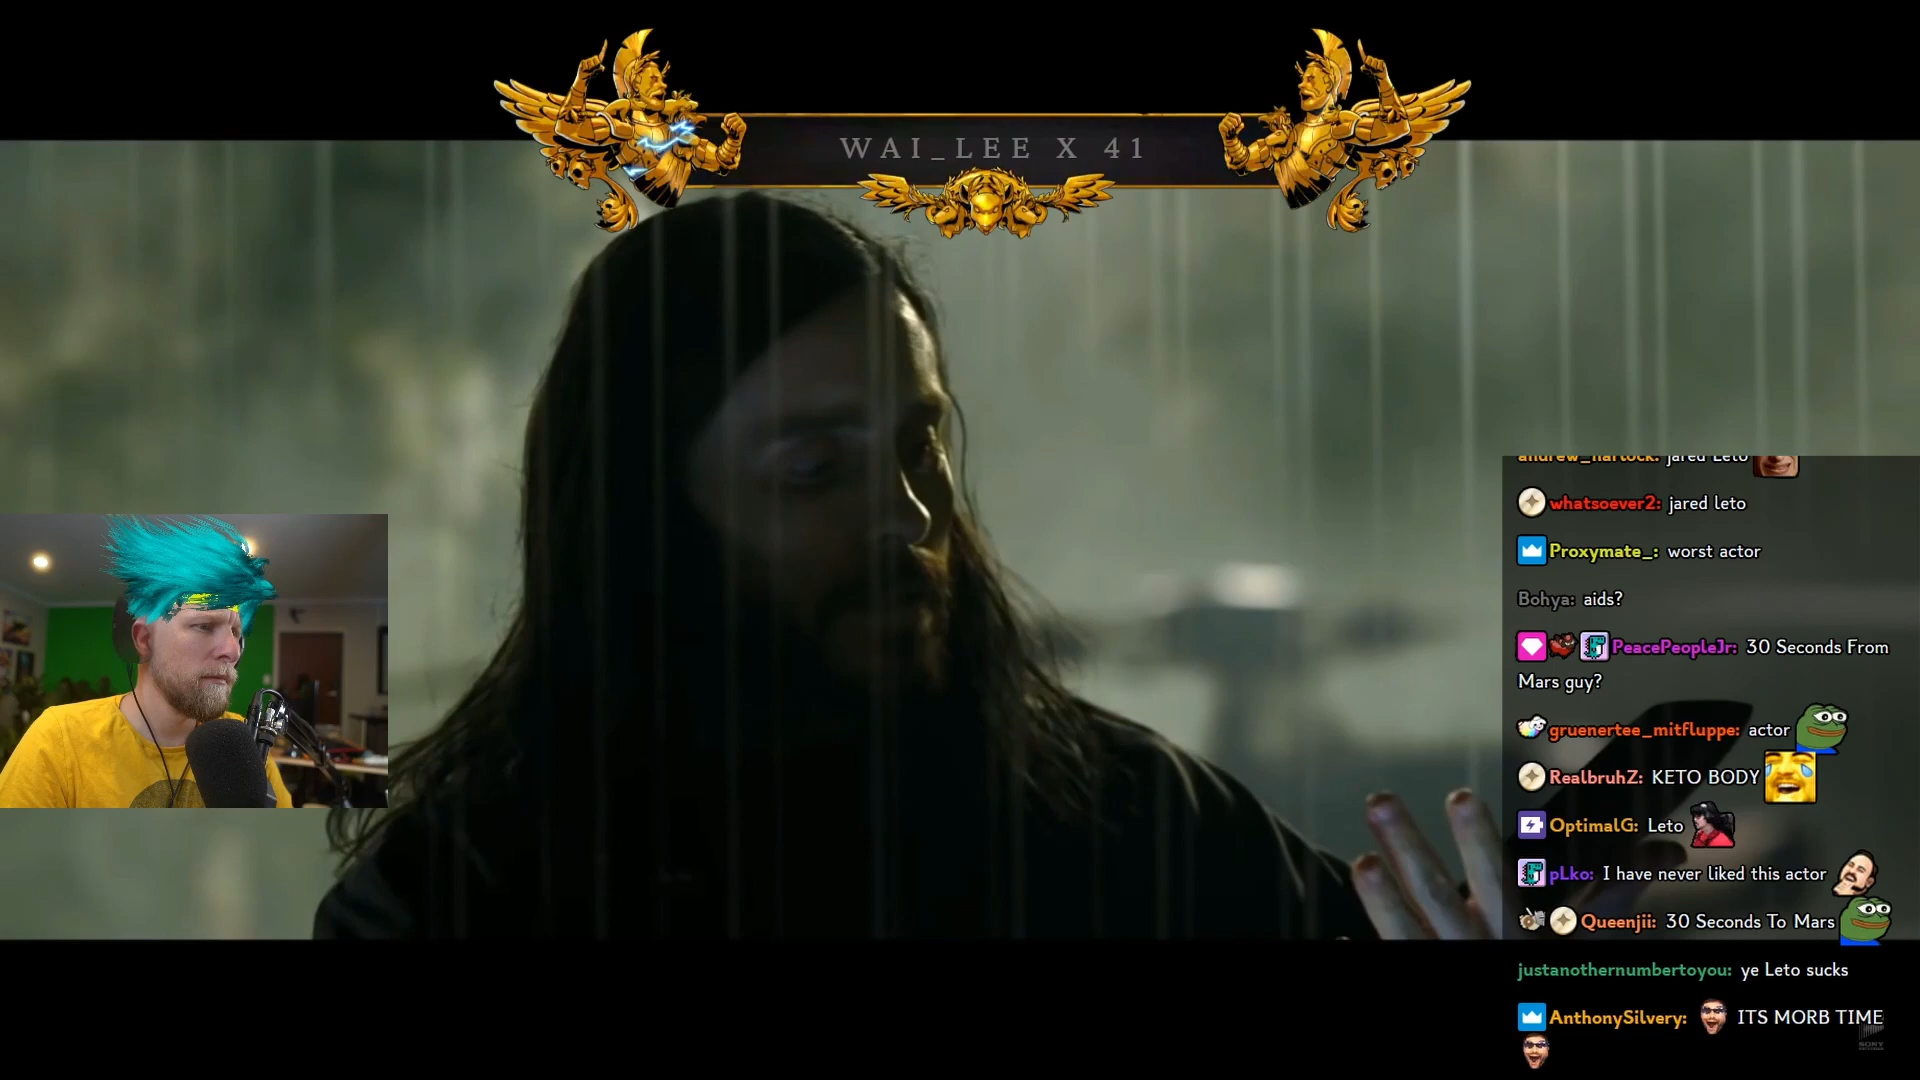 WAI_LEE X 41
andrew_hartock: jared Leto
whatsoever2: jared leto
Proxymate_: worst actor
Bohya: aids?
PeacePeopleJr: 30 Seconds From
Mars guy?
gruenertee_mitfluppe: actor
RealbruhZ: KETO BODY
OptimalG: Leto
pLko: I have never liked this actor
Queenjii: 30 Seconds To Mars
justanothernumbertoyou: ye Leto sucks
AnthonySilvery: ITS MORB TIME
SONY